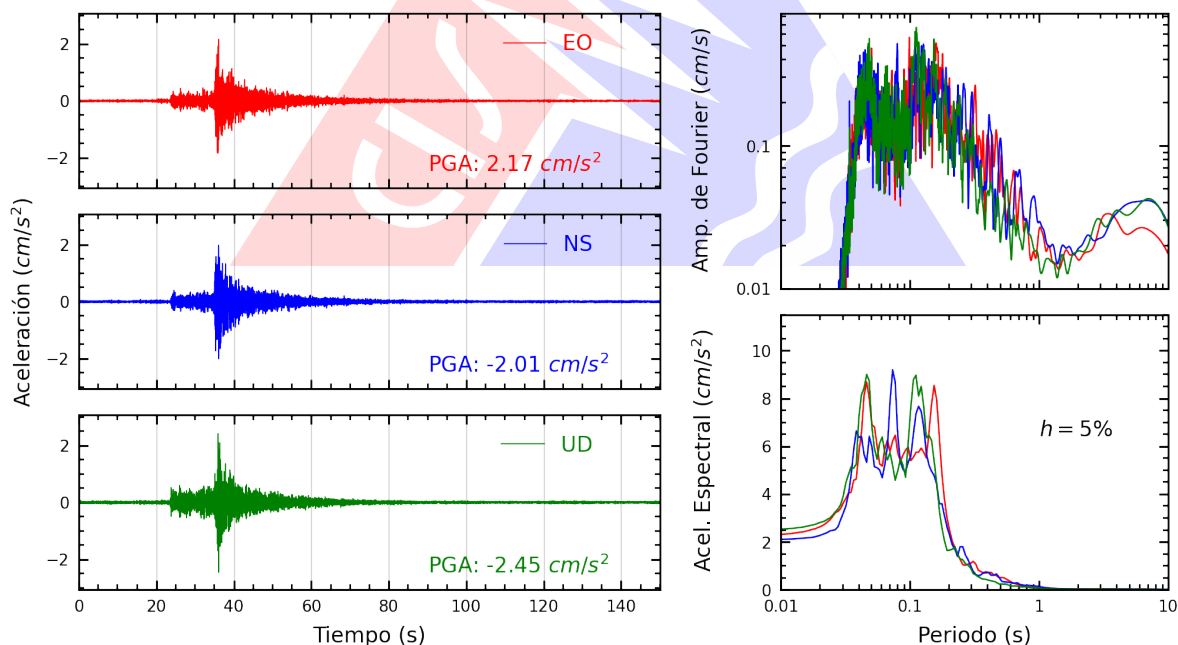 Aceleración (cm/s²)
2
0
−2
EO
PGA: 2.17 cm/s²
2
0
−2
NS
PGA: -2.01 cm/s²
2
0
−2
UD
PGA: -2.45 cm/s²
0 20 40 60 80 100 120 140
Tiempo (s)
Amp. de Fourier (cm/s)
0.1
0.01
Acel. Espectral (cm/s²)
10
8
6
4
2
0
h = 5%
0.01 0.1 1 10
Periodo (s)